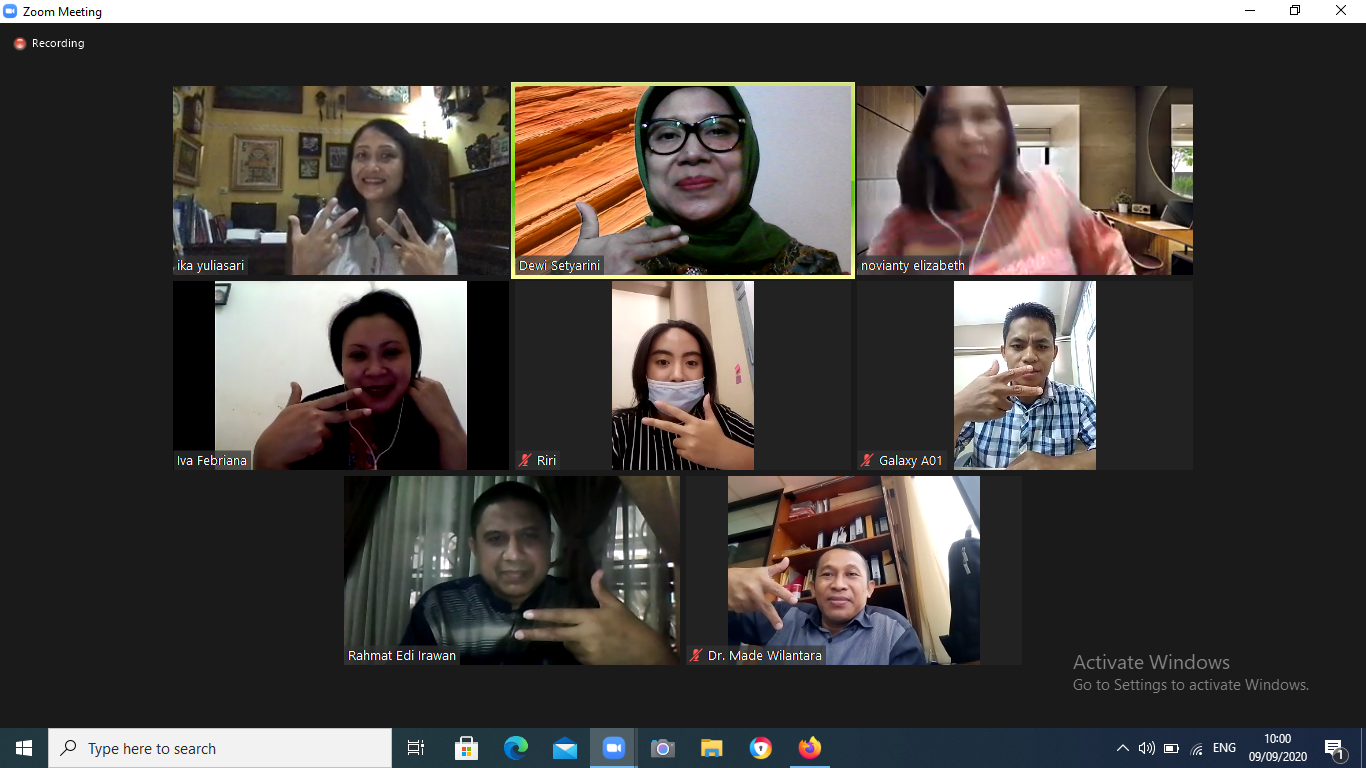 Zoom Meeting
Recording
ika yuliasari
Dewi Setyarini
novianty elizabeth
Iva Febriana
Riri
Galaxy A01
Rahmat Edi Irawan
Dr. Made Wilantara
Activate Windows
Go to Settings to activate Windows.
Type here to search
ENG
10:00
09/09/2020
1